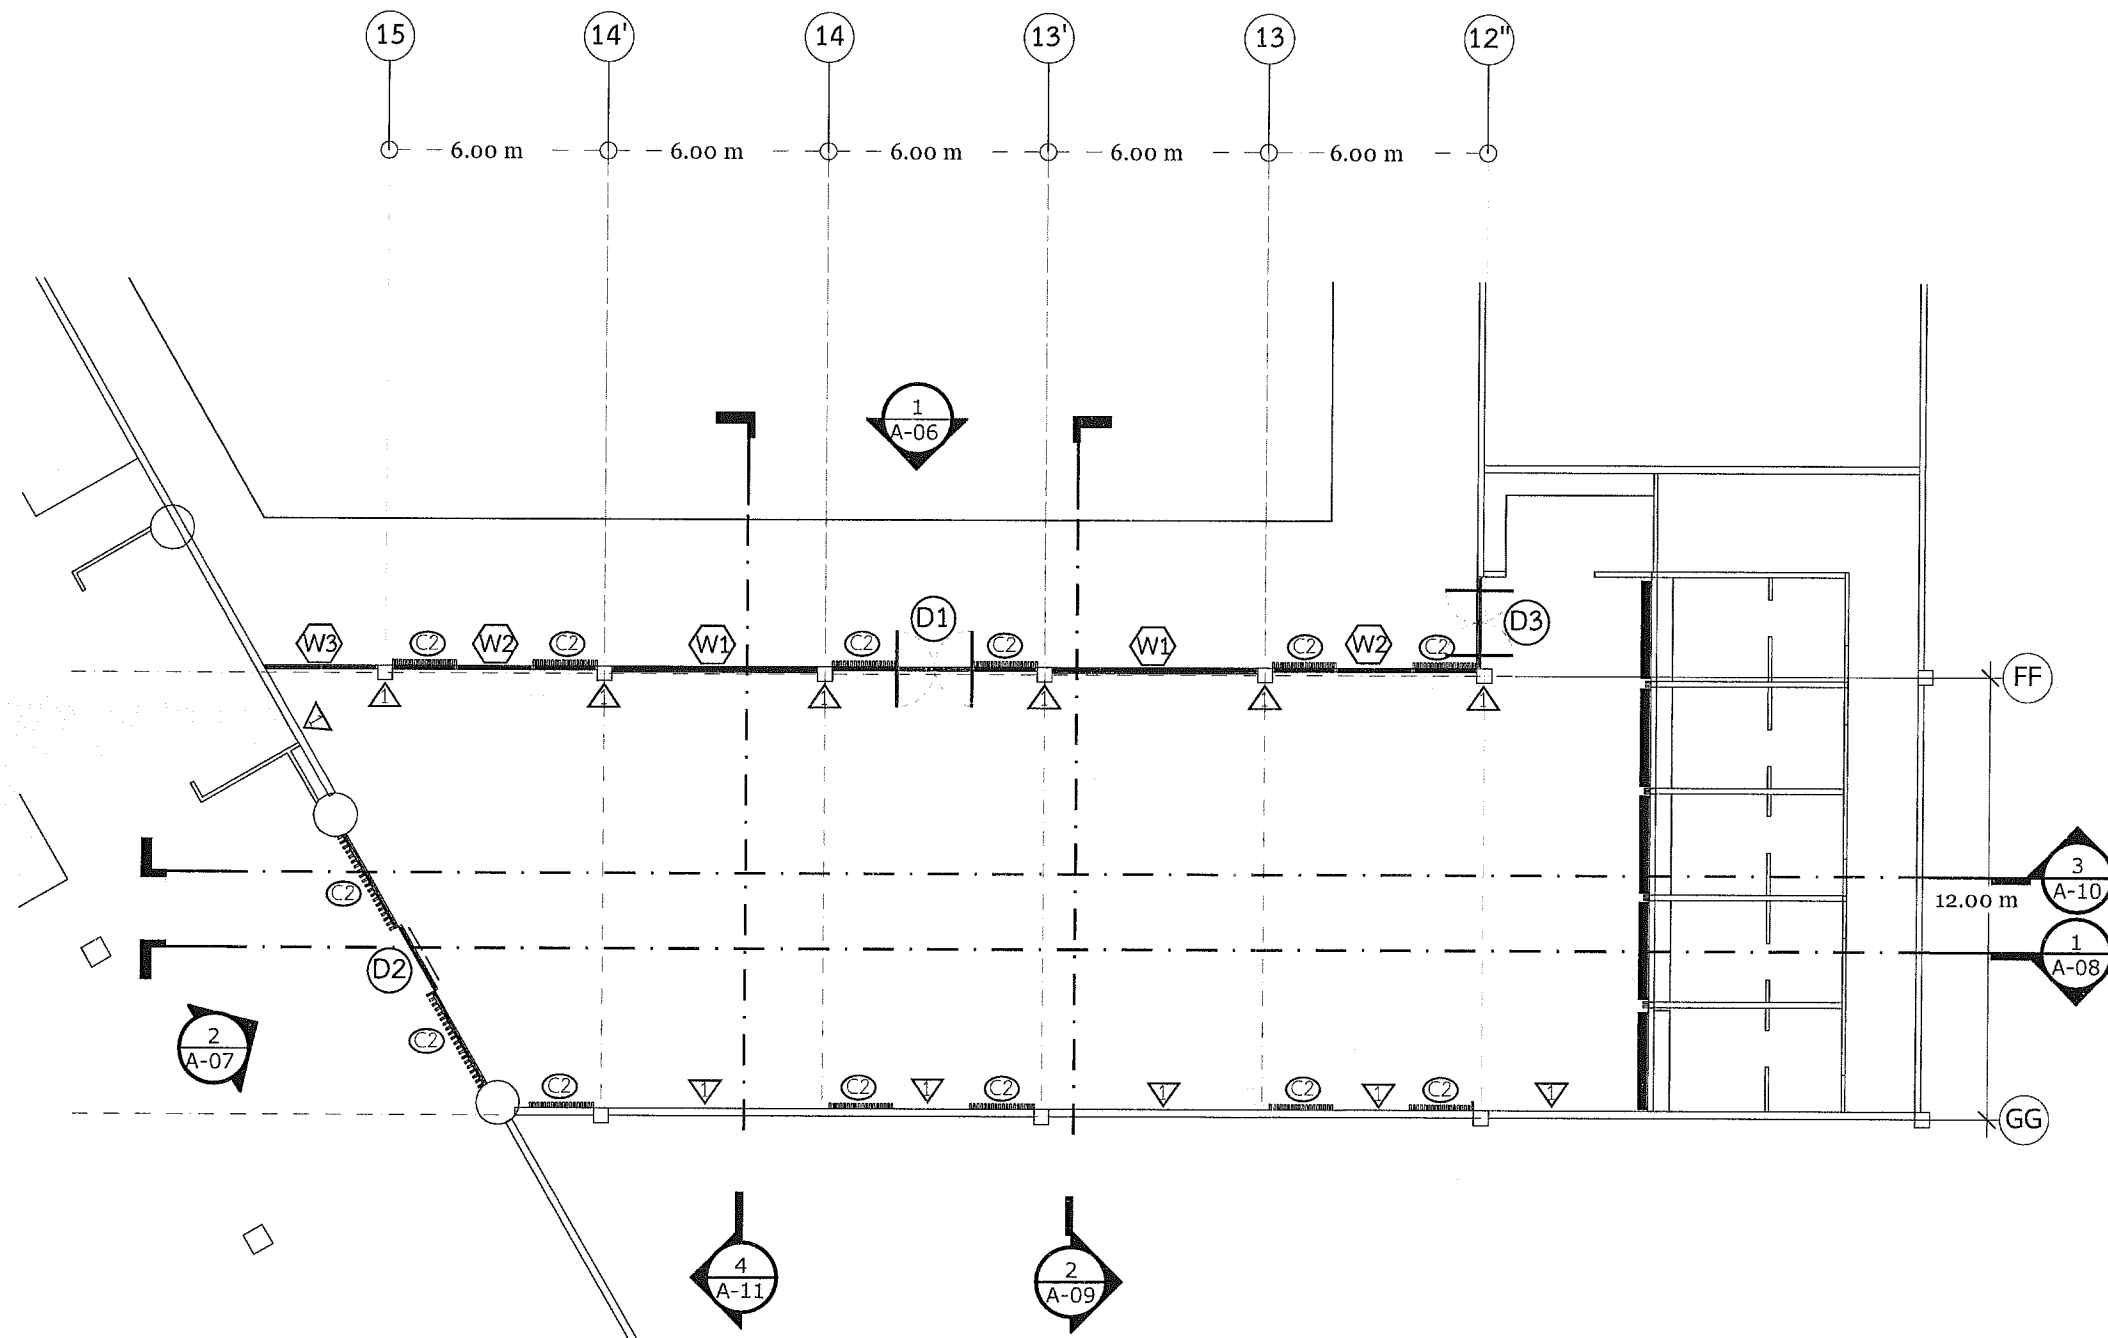 15 14' 14 13' 13 12"
6.00 m 6.00 m 6.00 m 6.00 m 6.00 m
1
A-06
D1
D3
W3 C2 W2 C2 W1 C2 C2 W1 C2 W2 C2
FF
1 1 1 1 1 1
1
3
A-10
C2
12.00 m
1
A-08
D2
2
A-07
C2
C2 1 C2 1 C2 1 C2 1 C2 1
GG
4
A-11
2
A-09